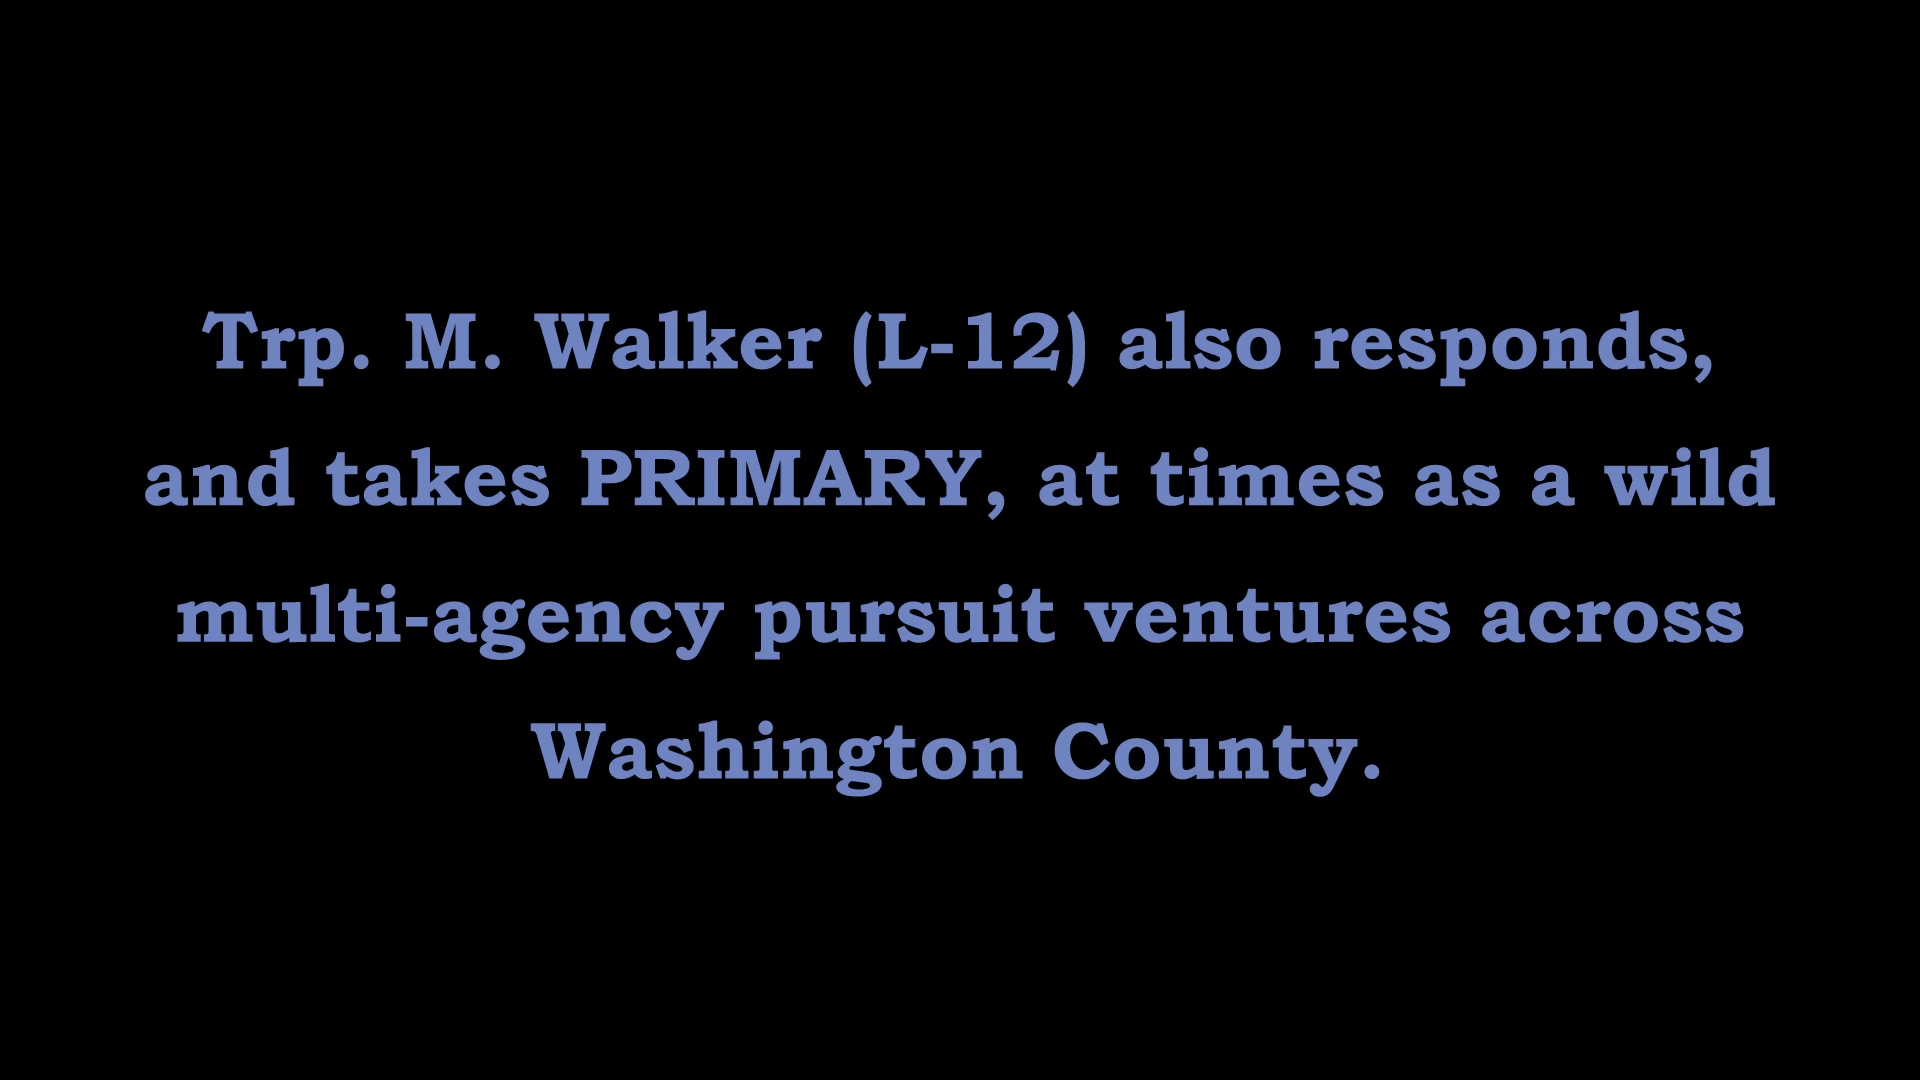 Trp. M. Walker (L-12) also responds,
and takes PRIMARY, at times as a wild
multi-agency pursuit ventures across
Washington County.